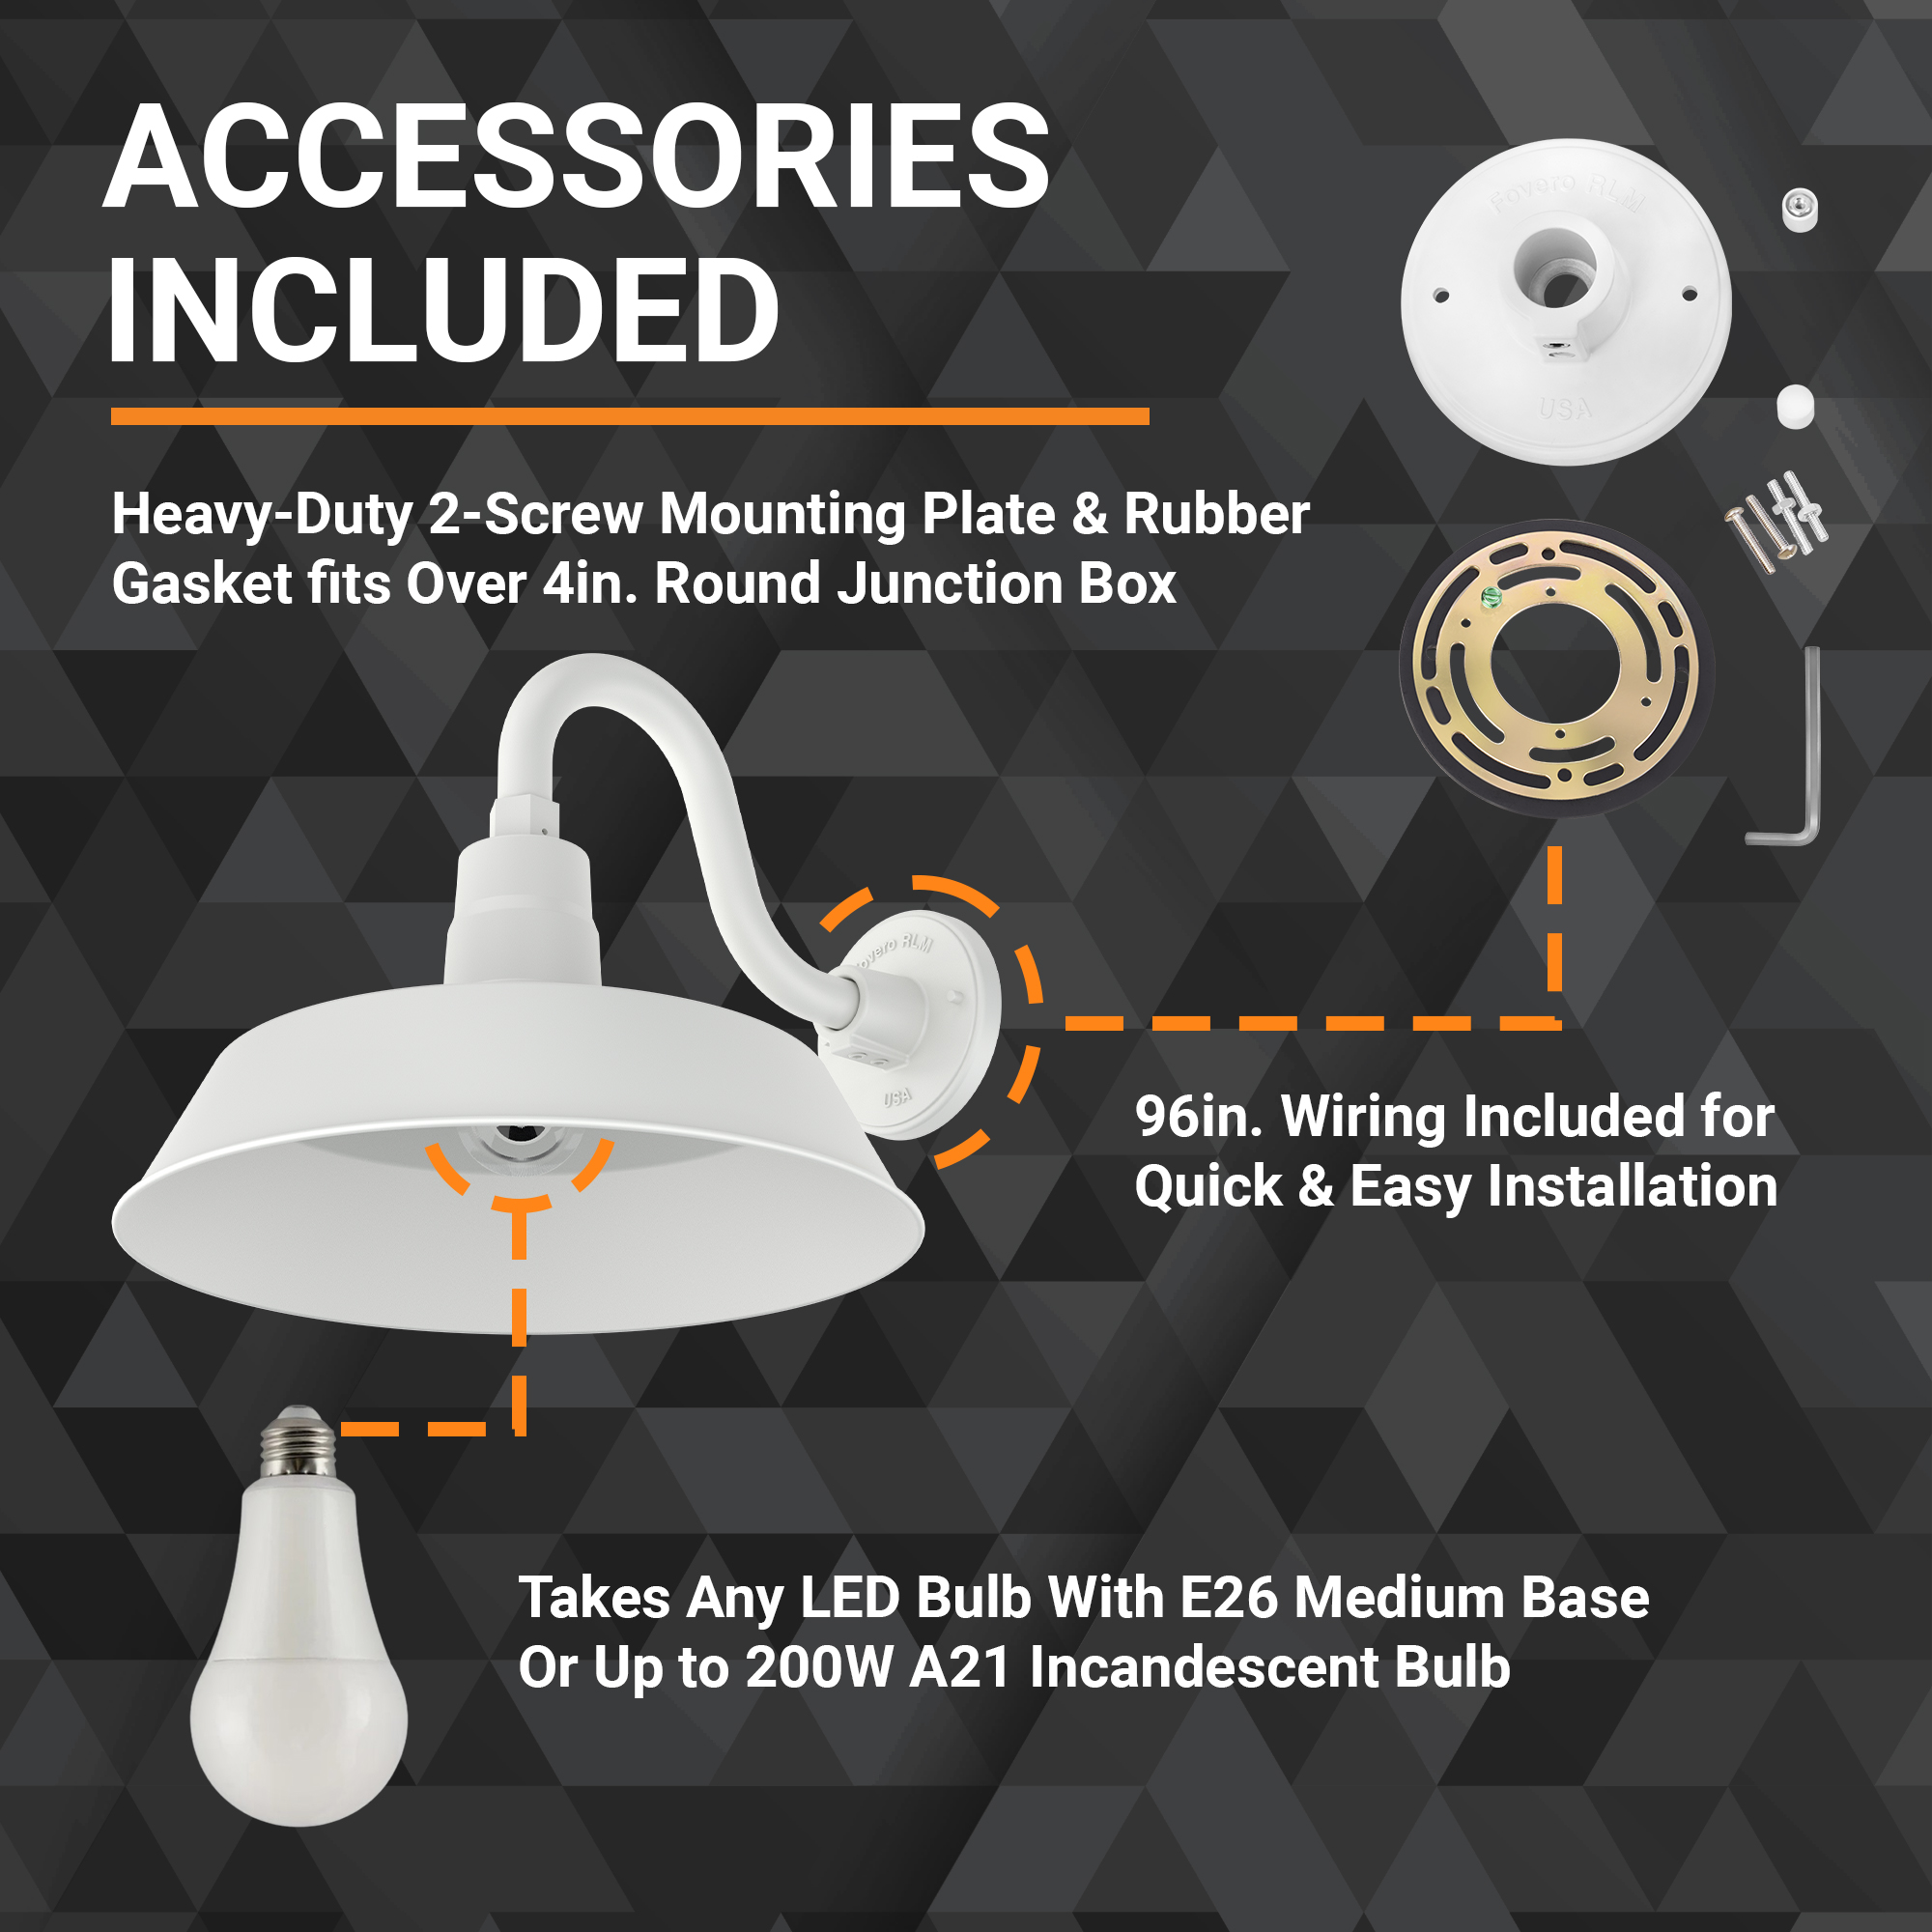 ACCESSORIES
INCLUDED
Heavy-Duty 2-Screw Mounting Plate & Rubber
Gasket fits Over 4in. Round Junction Box
Fovero RLM
USA
overo RLM
USA
96in. Wiring Included for
Quick & Easy Installation
Takes Any LED Bulb With E26 Medium Base
Or Up to 200W A21 Incandescent Bulb